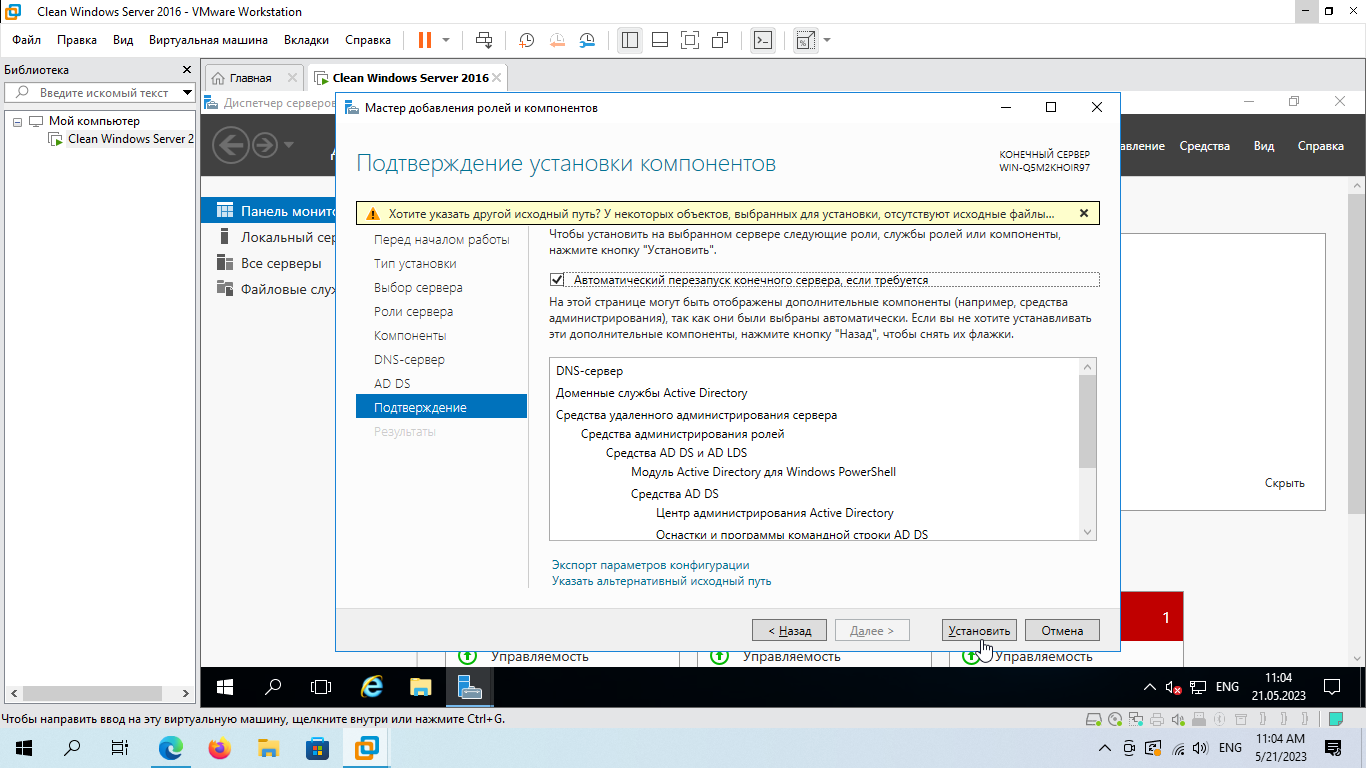 Clean Windows Server 2016 - VMware Workstation
Файл Правка Вид Виртуальная машина Вкладки Справка
Библиотека
Введите искомый текст
Мой компьютер
Clean Windows Server 2
Главная
Clean Windows Server 2016
Диспетчер серверов
авление Средства Вид Справка
Панель монито
Локальный сер
Все серверы
Файловые служ
Мастер добавления ролей и компонентов
Подтверждение установки компонентов
КОНЕЧНЫЙ СЕРВЕР
WIN-Q5M2KHOIR97
Хотите указать другой исходный путь? У некоторых объектов, выбранных для установки, отсутствуют исходные файлы...
Перед началом работы
Тип установки
Выбор сервера
Роли сервера
Компоненты
DNS-сервер
AD DS
Подтверждение
Результаты
Чтобы установить на выбранном сервере следующие роли, службы ролей или компоненты,
нажмите кнопку "Установить".
Автоматический перезапуск конечного сервера, если требуется
На этой странице могут быть отображены дополнительные компоненты (например, средства
администрирования), так как они были выбраны автоматически. Если вы не хотите устанавливать
эти дополнительные компоненты, нажмите кнопку "Назад", чтобы снять их флажки.
DNS-сервер
Доменные службы Active Directory
Средства удаленного администрирования сервера
Средства администрирования ролей
Средства AD DS и AD LDS
Модуль Active Directory для Windows PowerShell
Средства AD DS
Центр администрирования Active Directory
Оснастки и программы командной строки AD DS
Экспорт параметров конфигурации
Указать альтернативный исходный путь
< Назад Далее > Установить Отмена
Скрыть
1
Управляемость Управляемость Управляемость
ENG
11:04
21.05.2023
Чтобы направить ввод на эту виртуальную машину, щелкните внутри или нажмите Ctrl+G.
ENG
11:04 AM
5/21/2023